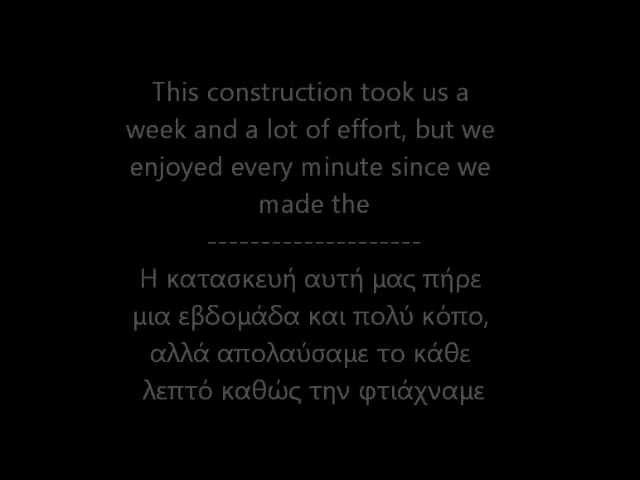 This construction took us a
week and a lot of effort, but we
enjoyed every minute since we
made the
--------------------
Η κατασκευή αυτή μας πήρε
μια εβδομάδα και πολύ κόπο,
αλλά απολαύσαμε το κάθε
λεπτό καθώς την φτιάχναμε